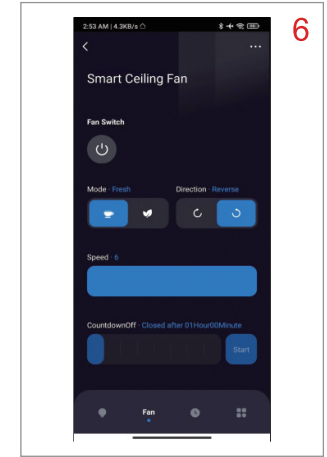 6
2:53 AM | 4.3KB/s
Smart Ceiling Fan
Fan Switch
Mode · Fresh
Direction · Reverse
Speed · 6
CountdownOff · Closed after 01Hour00Minute
Start
Fan